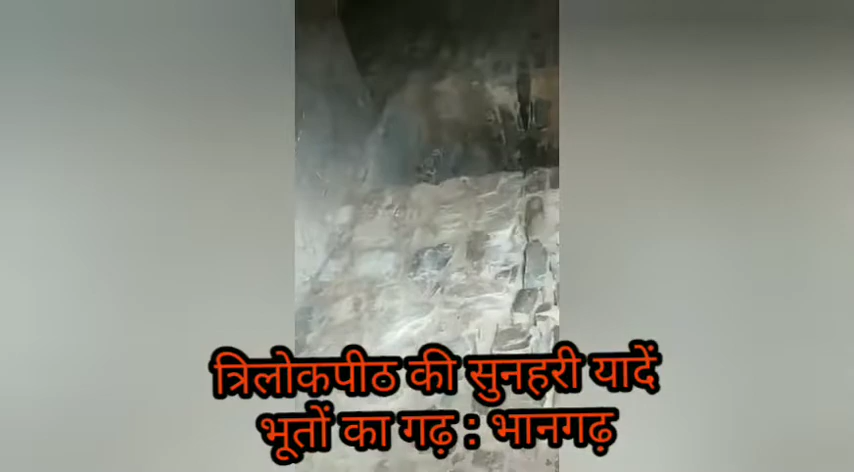 त्रिलोकपीठ की सुनहरी यादें
भूतों का गढ़ : भानगढ़